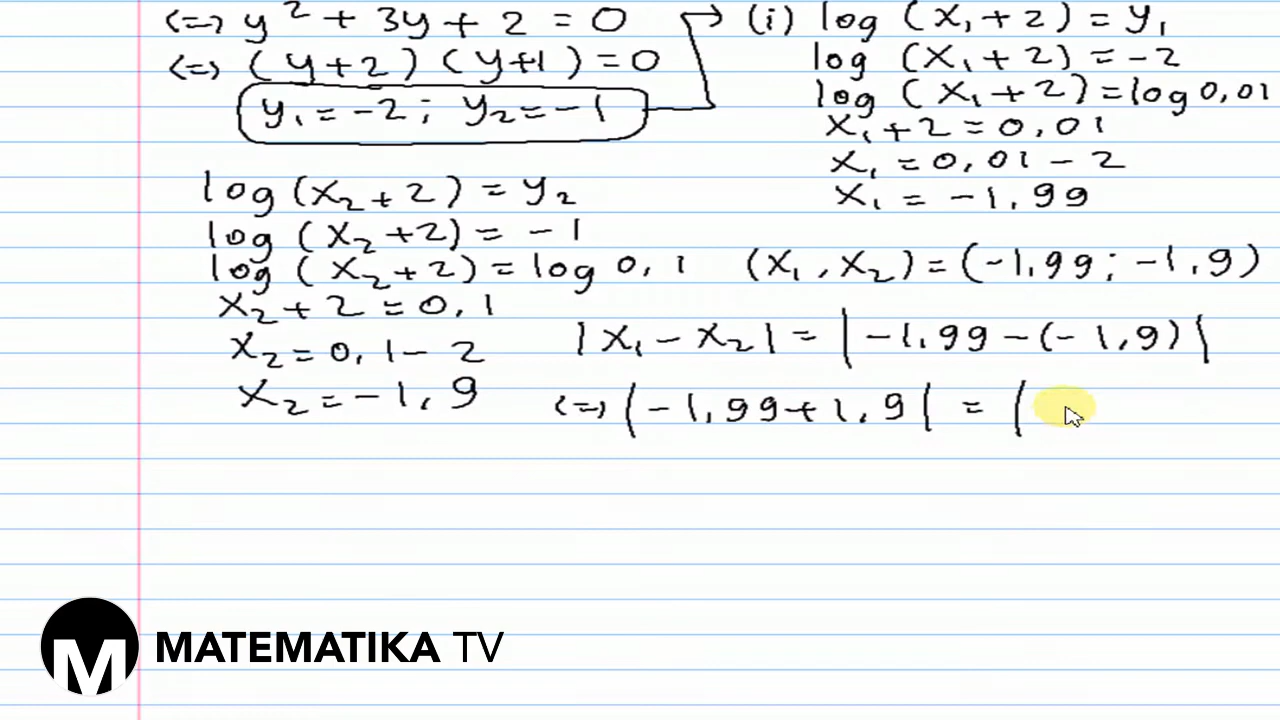 <=> y² + 3y + 2 = 0
<=> (y+2) (y+1) = 0
y₁ = -2 ; y₂ = -1
(i) log (x₁ + 2) = y₁
log (x₁ + 2) = -2
log (x₁ + 2) = log 0,01
x₁ + 2 = 0,01
x₁ = 0,01 - 2
x₁ = -1,99
log (x₂ + 2) = y₂
log (x₂ + 2) = -1
log (x₂ + 2) = log 0,1
x₂ + 2 = 0,1
x₂ = 0,1 - 2
x₂ = -1,9
(x₁ , x₂) = (-1,99 ; -1,9)
|x₁ - x₂| = |-1,99 - (-1,9)|
<=> |-1,99 + 1,9| = |
M MATEMATIKA TV